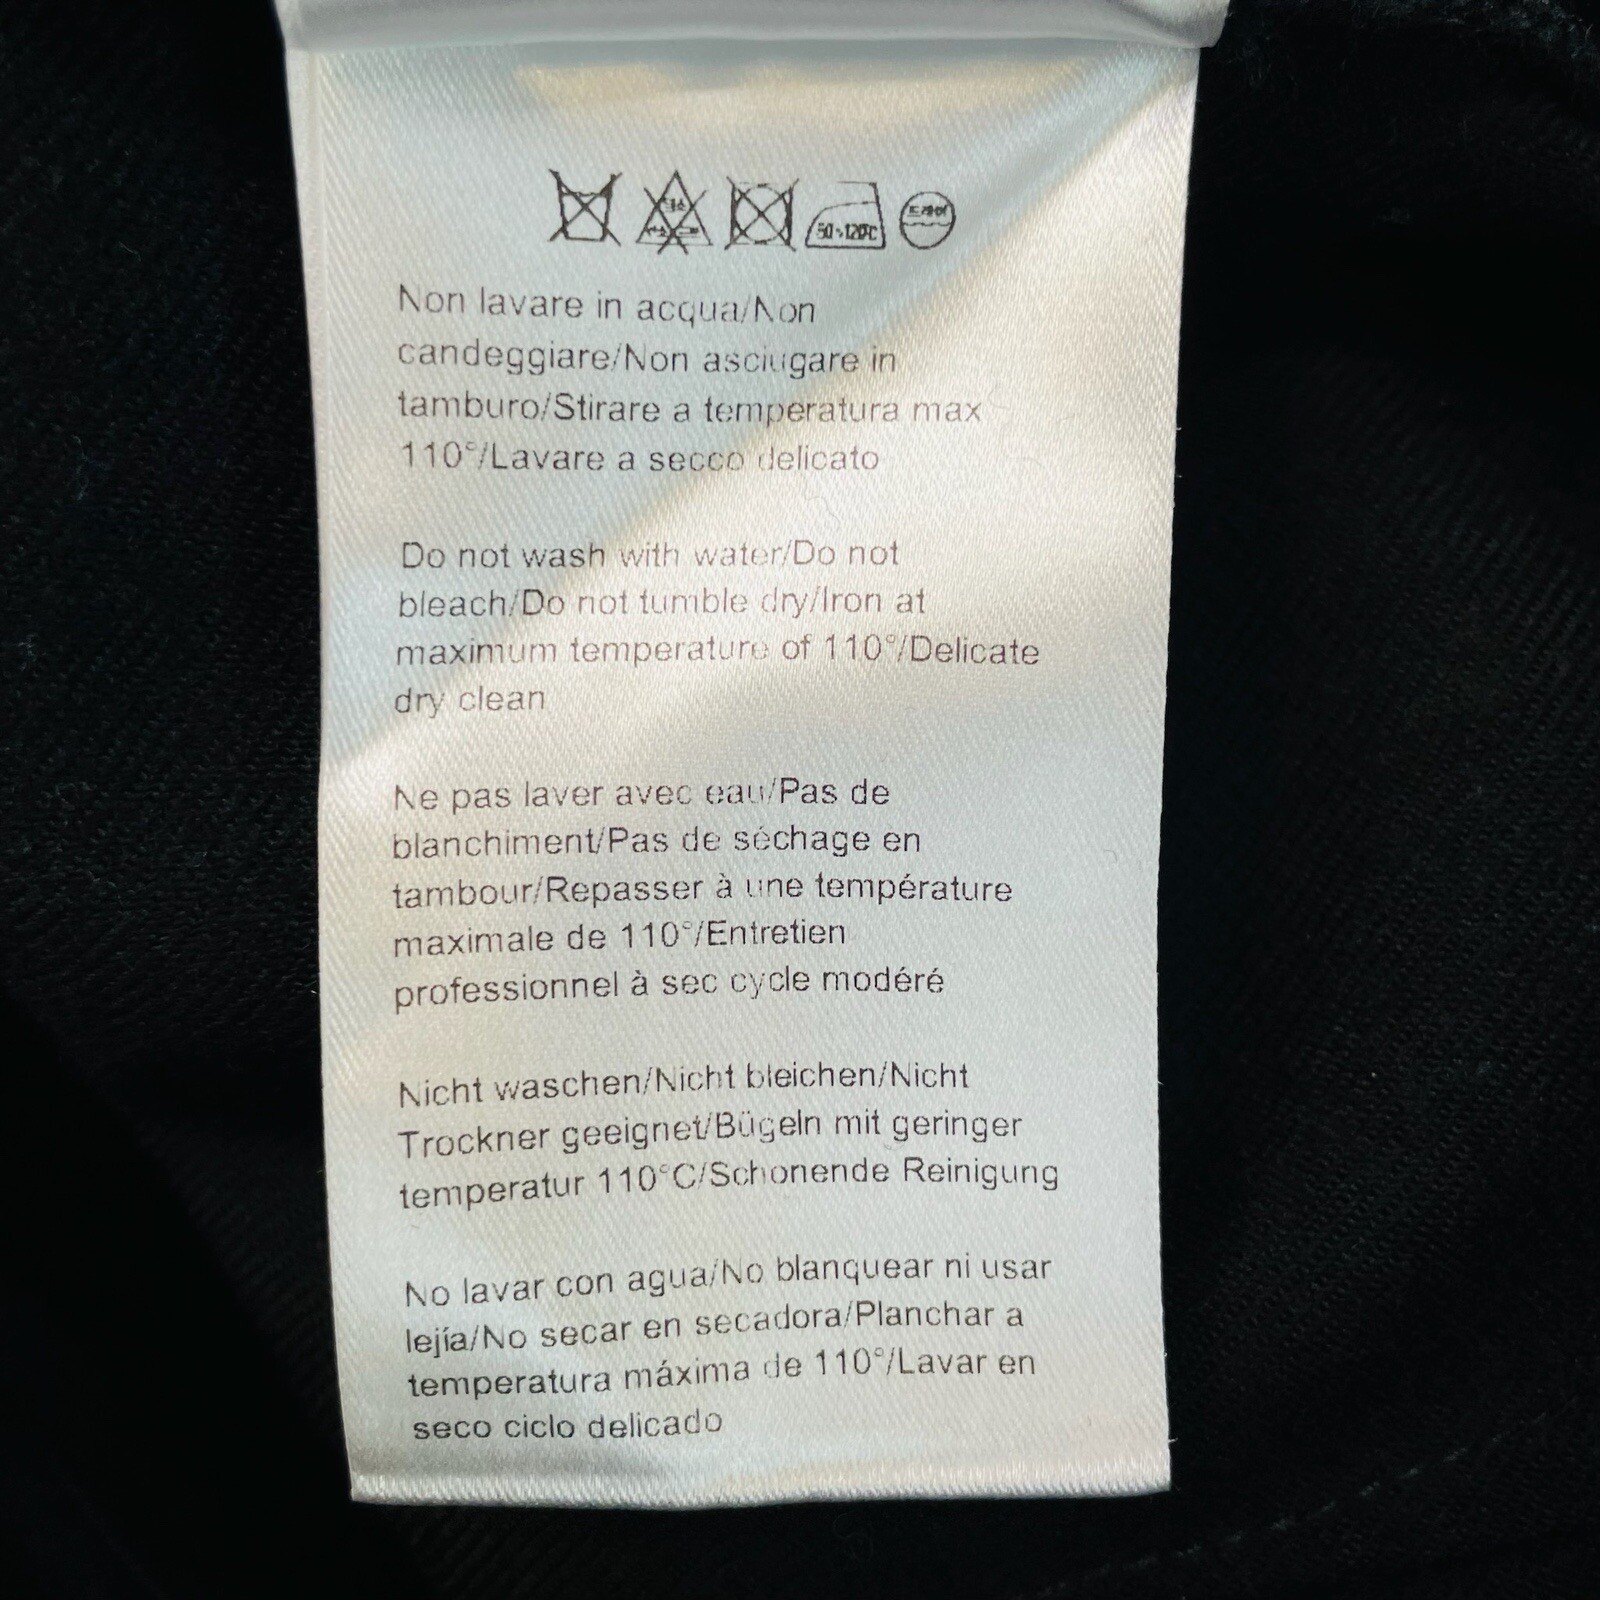 80~120℃
드라이
Non lavare in acqua/Non
candeggiare/Non asciugare in
tamburo/Stirare a temperatura max
110°/Lavare a secco delicato
Do not wash with water/Do not
bleach/Do not tumble dry/Iron at
maximum temperature of 110°/Delicate
dry clean
Ne pas laver avec eau/Pas de
blanchiment/Pas de séchage en
tambour/Repasser à une température
maximale de 110°/Entretien
professionnel à sec cycle modéré
Nicht waschen/Nicht bleichen/Nicht
Trockner geeignet/Bügeln mit geringer
temperatur 110°C/Schonende Reinigung
No lavar con agua/No blanquear ni usar
lejía/No secar en secadora/Planchar a
temperatura máxima de 110°/Lavar en
seco ciclo delicado